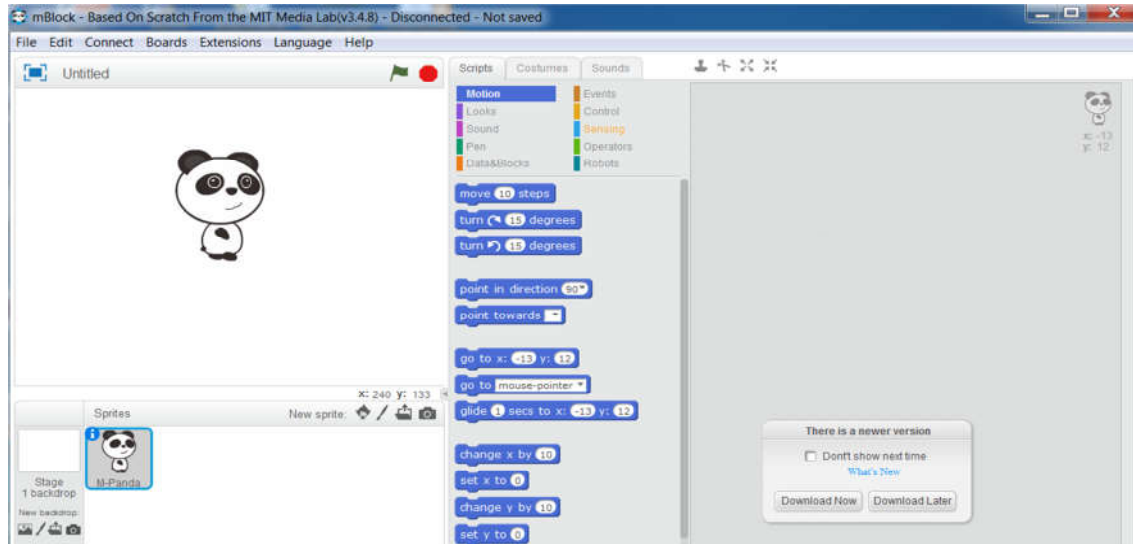 mBlock - Based On Scratch From the MIT Media Lab(v3.4.8) - Disconnected - Not saved
File Edit Connect Boards Extensions Language Help
Untitled
x: 240 y: 133
Sprites
New sprite:
Stage
1 backdrop
New backdrop:
M-Panda
Scripts Costumes Sounds
Motion Events
Looks Control
Sound Sensing
Pen Operators
Data&Blocks Robots
move 10 steps
turn 15 degrees
turn 15 degrees
point in direction 90
point towards
go to x: -13 y: 12
go to mouse-pointer
glide 1 secs to x: -13 y: 12
change x by 10
set x to 0
change y by 10
set y to 0
x: -13
y: 12
There is a newer version
Don't show next time
What's New
Download Now Download Later